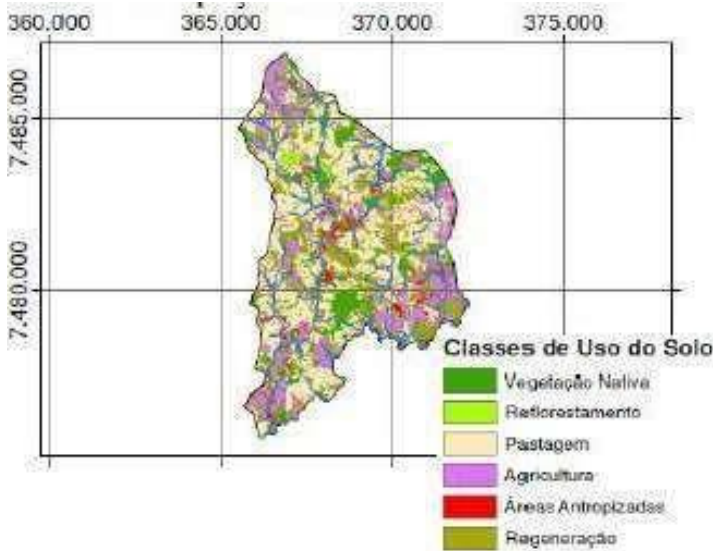 360.000 365.000 370.000 375.000
7.485.000
7.480.000
Classes de Uso do Solo
Vegetação Nativa
Reflorestamento
Pastagem
Agricultura
Áreas Antropizadas
Regeneração